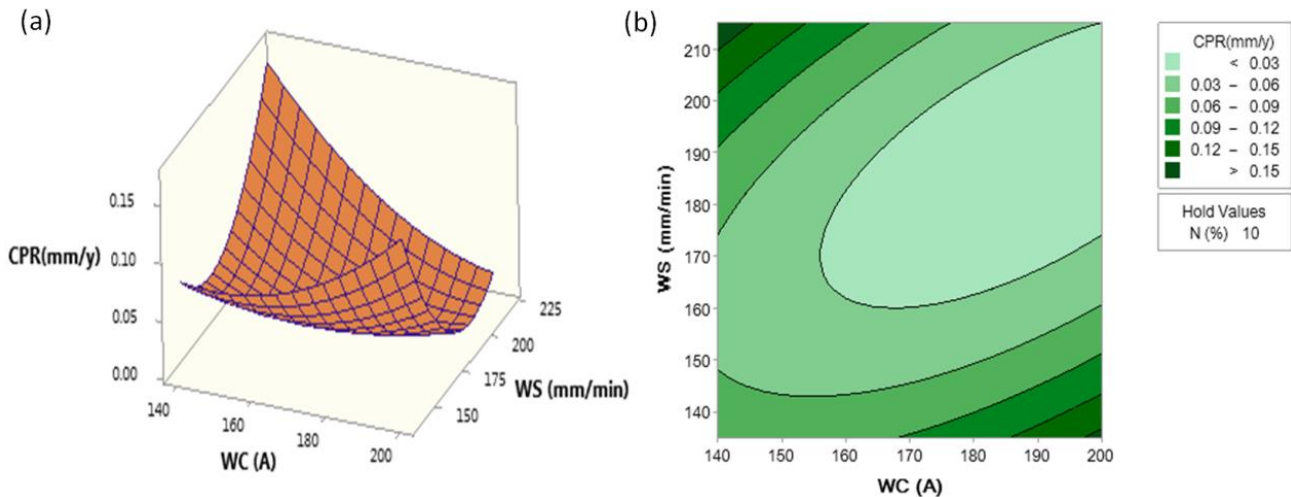 (a)
CPR(mm/y)
0.15
0.10
0.05
0.00
140
160
180
200
WC (A)
225
200
175
150
WS (mm/min)
(b)
WS (mm/min)
210
200
190
180
170
160
150
140
140
150
160
170
180
190
200
WC (A)
CPR(mm/y)
< 0.03
0.03 – 0.06
0.06 – 0.09
0.09 – 0.12
0.12 – 0.15
> 0.15
Hold Values
N (%) 10